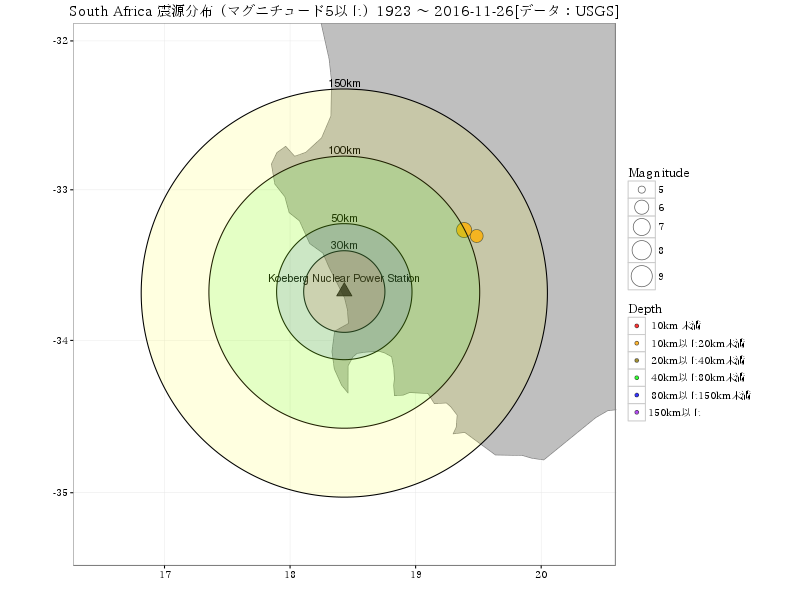 South Africa 震源分布（マグニチュード5以上）1923 ～ 2016-11-26[データ：USGS]
-32
-33
-34
-35
17
18
19
20
150km
100km
50km
30km
Koeberg Nuclear Power Station
Magnitude
5
6
7
8
9
Depth
10km 未満
10km以上20km未満
20km以上40km未満
40km以上80km未満
80km以上150km未満
150km以上